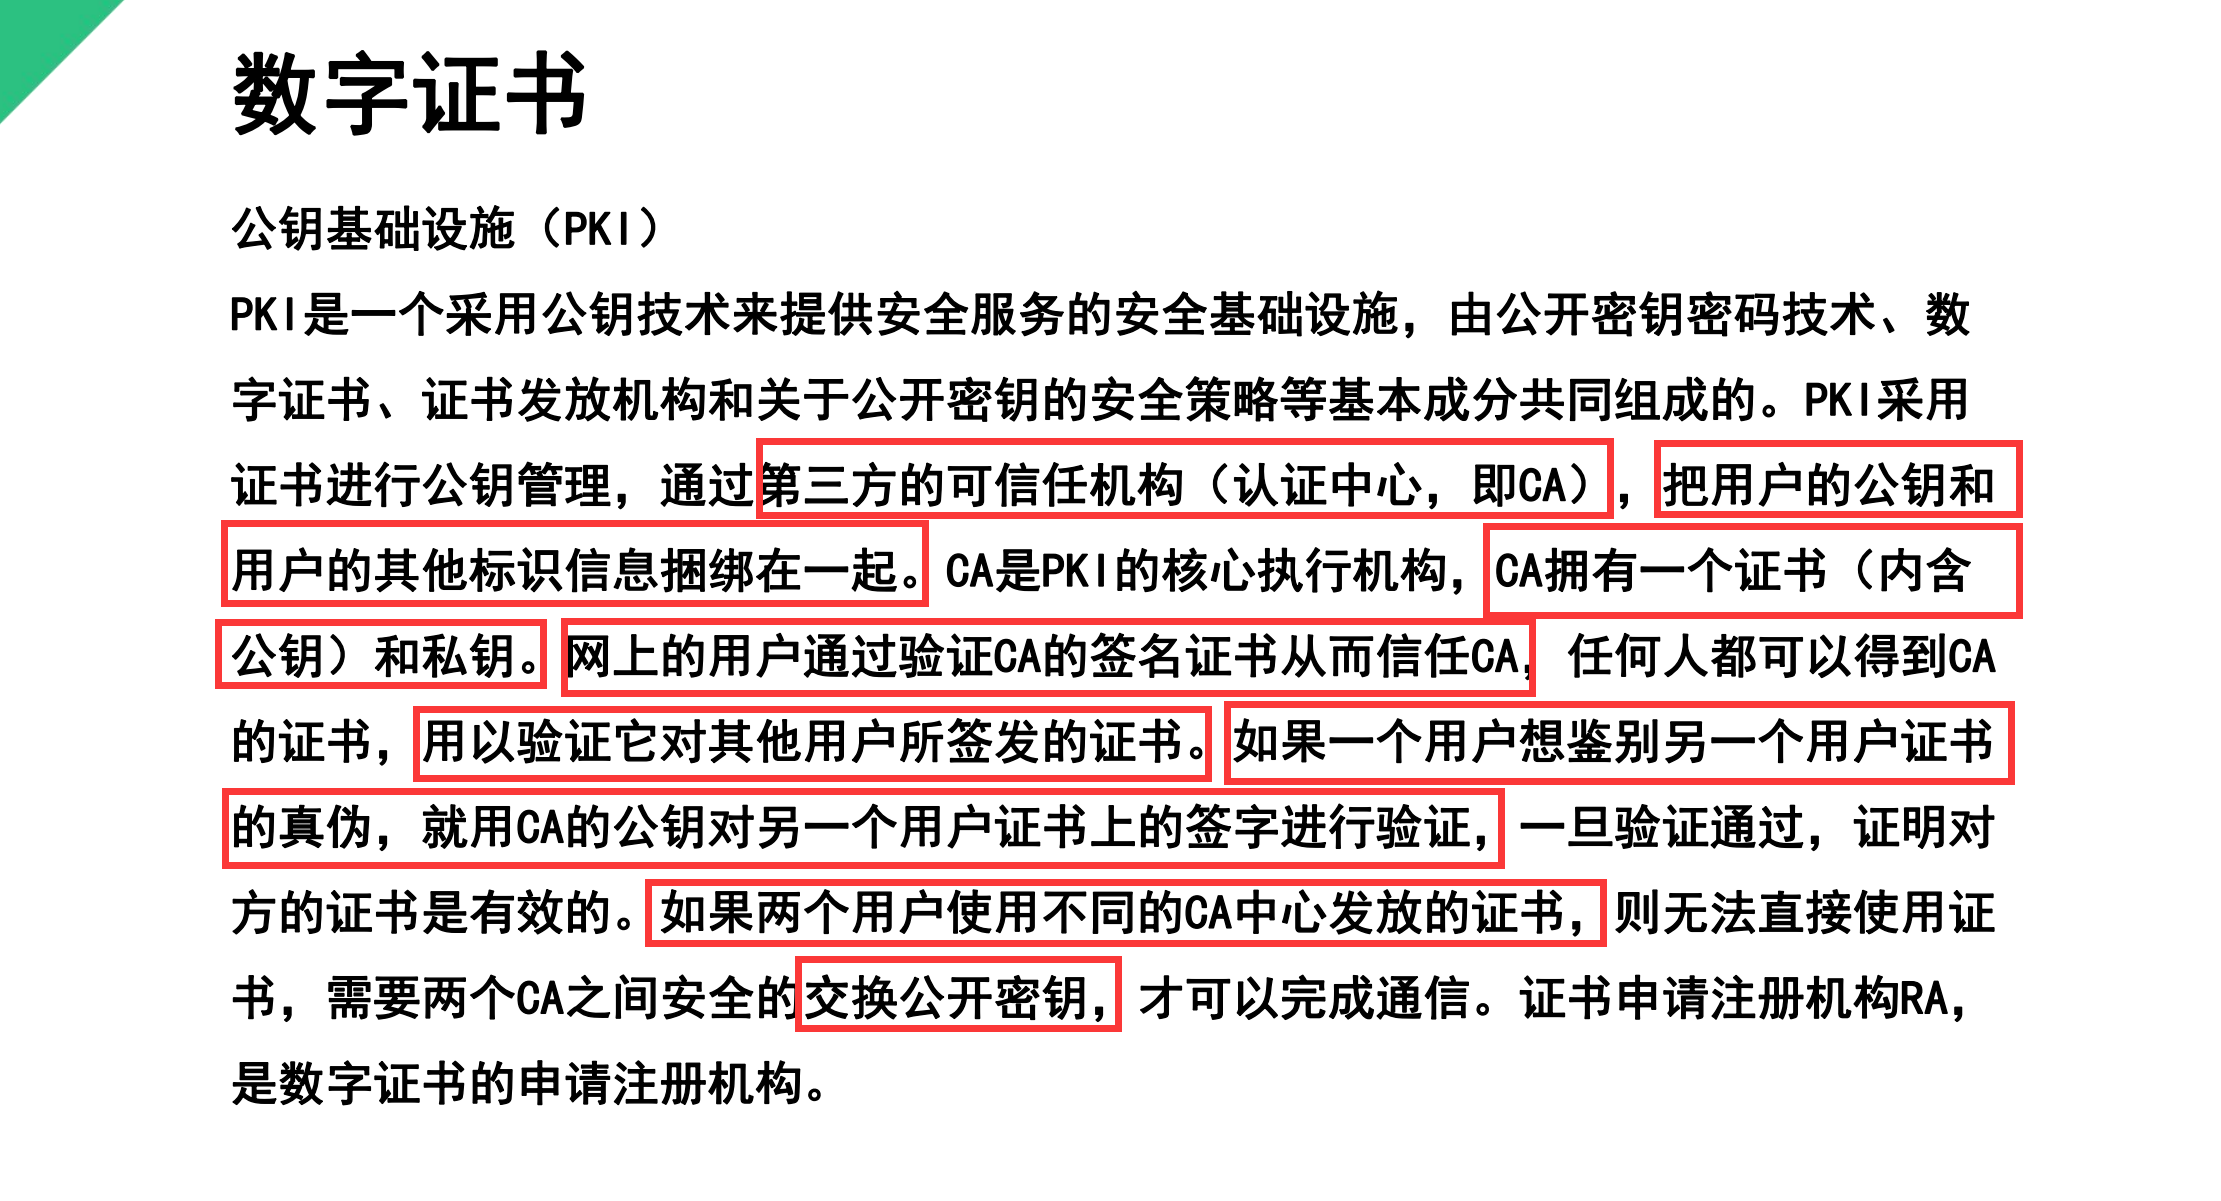 数字证书
公钥基础设施（PKI）
PKI是一个采用公钥技术来提供安全服务的安全基础设施，由公开密钥密码技术、数
字证书、证书发放机构和关于公开密钥的安全策略等基本成分共同组成的。PKI采用
证书进行公钥管理，通过第三方的可信任机构（认证中心，即CA），把用户的公钥和
用户的其他标识信息捆绑在一起。CA是PKI的核心执行机构，CA拥有一个证书（内含
公钥）和私钥。网上的用户通过验证CA的签名证书从而信任CA，任何人都可以得到CA
的证书，用以验证它对其他用户所签发的证书。如果一个用户想鉴别另一个用户证书
的真伪，就用CA的公钥对另一个用户证书上的签字进行验证，一旦验证通过，证明对
方的证书是有效的。如果两个用户使用不同的CA中心发放的证书，则无法直接使用证
书，需要两个CA之间安全的交换公开密钥，才可以完成通信。证书申请注册机构RA，
是数字证书的申请注册机构。